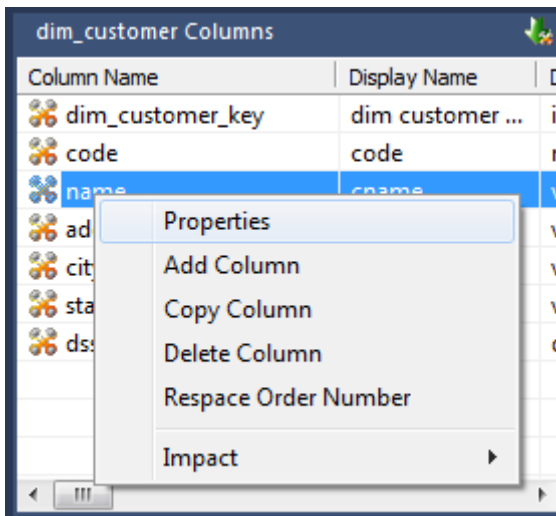 dim_customer Columns
Column Name Display Name
dim_customer_key dim customer ...
code code
name cname
Properties
Add Column
Copy Column
Delete Column
Respace Order Number
Impact